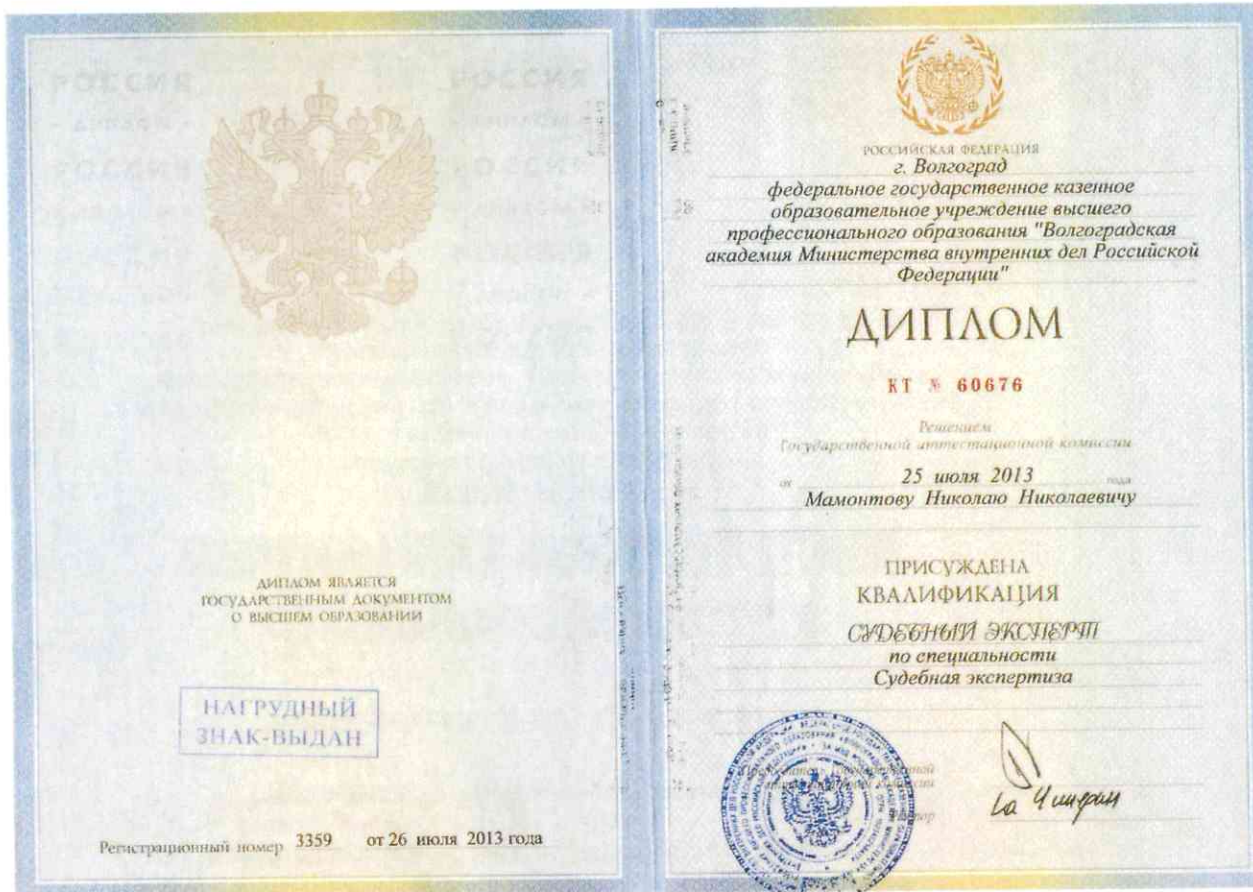 ДИПЛОМ ЯВЛЯЕТСЯ
ГОСУДАРСТВЕННЫМ ДОКУМЕНТОМ
О ВЫСШЕМ ОБРАЗОВАНИИ
НАГРУДНЫЙ
ЗНАК-ВЫДАН
Регистрационный номер 3359 от 26 июля 2013 года
РОССИЙСКАЯ ФЕДЕРАЦИЯ
г. Волгоград
федеральное государственное казенное
образовательное учреждение высшего
профессионального образования "Волгоградская
академия Министерства внутренних дел Российской
Федерации"
ДИПЛОМ
КТ № 60676
Решением
Государственной аттестационной комиссии
от 25 июля 2013 года
Мамонтову Николаю Николаевичу
ПРИСУЖДЕНА
КВАЛИФИКАЦИЯ
СУДЕБНЫЙ ЭКСПЕРТ
по специальности
Судебная экспертиза